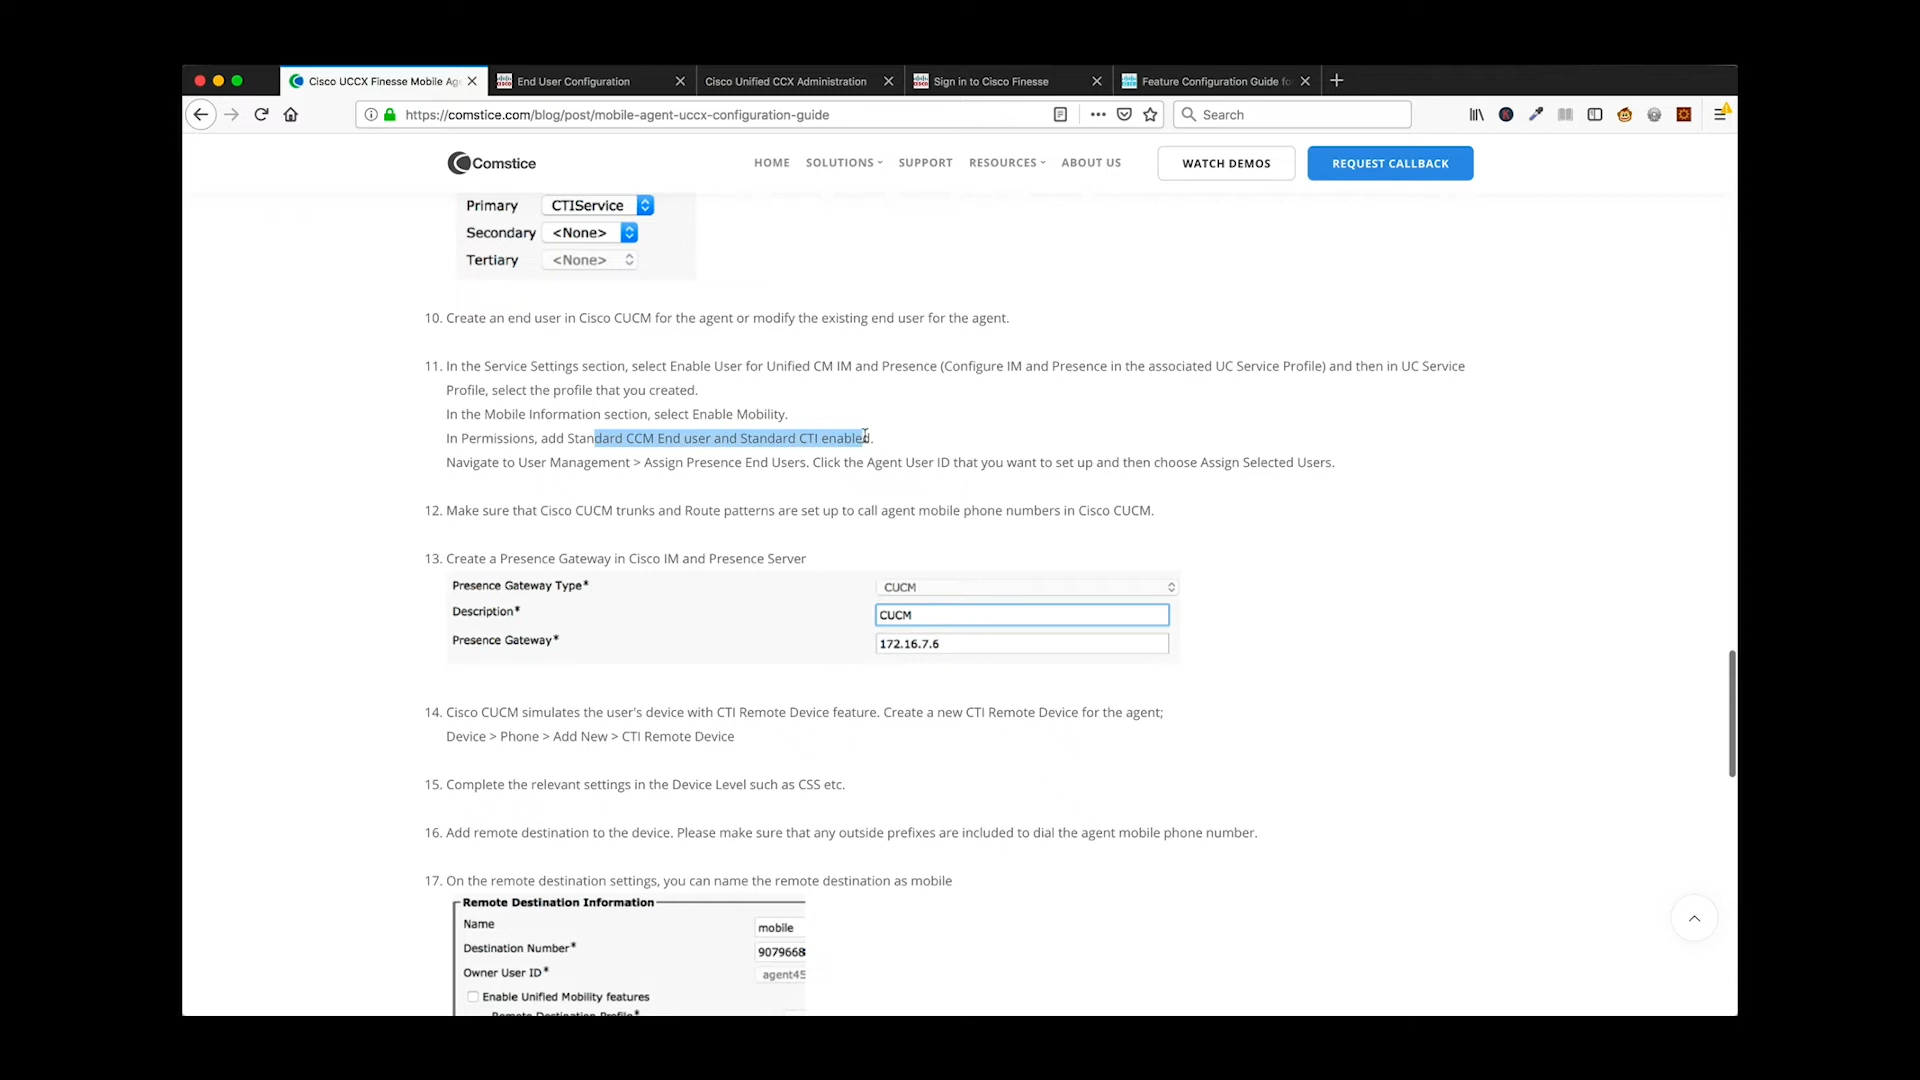 Cisco UCCX Finesse Mobile Age
End User Configuration
Cisco Unified CCX Administration
Sign in to Cisco Finesse
Feature Configuration Guide fo
https://comstice.com/blog/post/mobile-agent-uccx-configuration-guide
Search
Comstice
HOME
SOLUTIONS
SUPPORT
RESOURCES
ABOUT US
WATCH DEMOS
REQUEST CALLBACK
Primary CTIService
Secondary <None>
Tertiary <None>
10. Create an end user in Cisco CUCM for the agent or modify the existing end user for the agent.
11. In the Service Settings section, select Enable User for Unified CM IM and Presence (Configure IM and Presence in the associated UC Service Profile) and then in UC Service
Profile, select the profile that you created.
In the Mobile Information section, select Enable Mobility.
In Permissions, add Standard CCM End user and Standard CTI enabled.
Navigate to User Management > Assign Presence End Users. Click the Agent User ID that you want to set up and then choose Assign Selected Users.
12. Make sure that Cisco CUCM trunks and Route patterns are set up to call agent mobile phone numbers in Cisco CUCM.
13. Create a Presence Gateway in Cisco IM and Presence Server
Presence Gateway Type* CUCM
Description* CUCM
Presence Gateway* 172.16.7.6
14. Cisco CUCM simulates the user's device with CTI Remote Device feature. Create a new CTI Remote Device for the agent;
Device > Phone > Add New > CTI Remote Device
15. Complete the relevant settings in the Device Level such as CSS etc.
16. Add remote destination to the device. Please make sure that any outside prefixes are included to dial the agent mobile phone number.
17. On the remote destination settings, you can name the remote destination as mobile
Remote Destination Information
Name mobile
Destination Number* 9079668
Owner User ID* agent45
Enable Unified Mobility features
Remote Destination Profile*